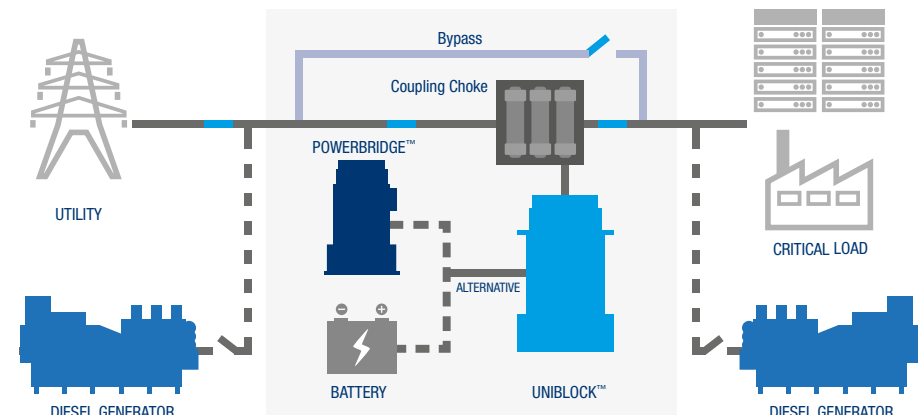 Bypass
Coupling Choke
POWERBRIDGE™
UTILITY
CRITICAL LOAD
ALTERNATIVE
BATTERY
UNIBLOCK™
DIESEL GENERATOR
DIESEL GENERATOR